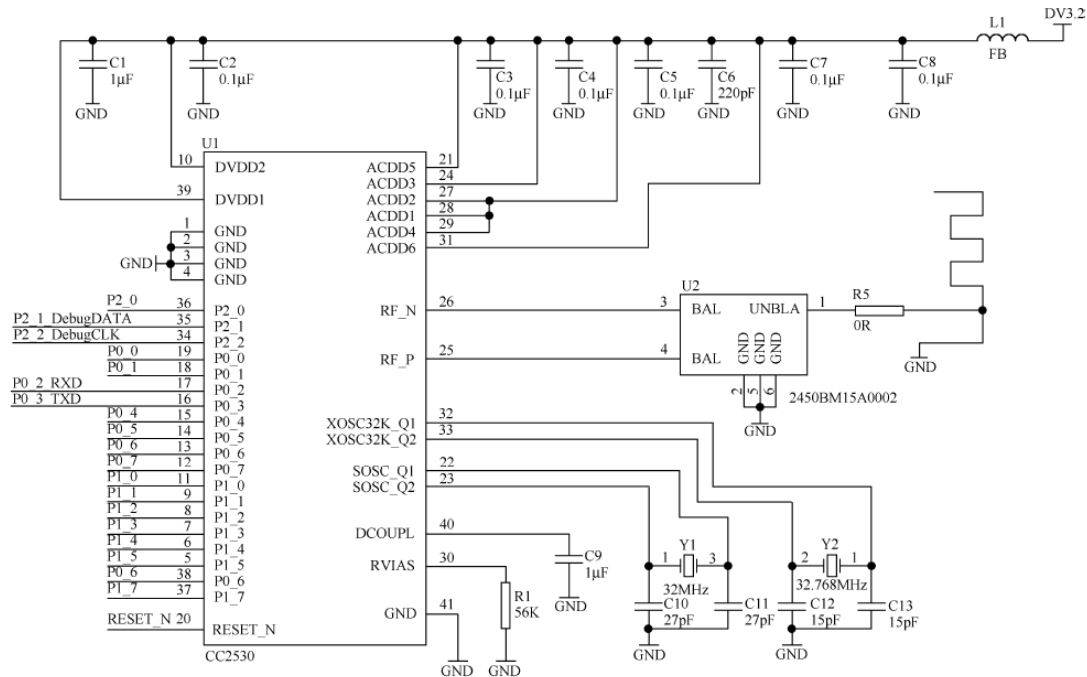 DV3.2
L1
FB
C1
1μF
GND
C2
0.1μF
GND
C3
0.1μF
GND
C4
0.1μF
GND
C5
0.1μF
GND
C6
220pF
GND
C7
0.1μF
GND
C8
0.1μF
GND
U1
10 DVDD2
39 DVDD1
1 GND
2 GND
GND
3 GND
4 GND
P2_0 36 P2_0
P2_1_DebugDATA 35 P2_1
P2_2_DebugCLK 34 P2_2
P0_0 19 P0_0
P0_1 18 P0_1
P0_2_RXD 17 P0_2
P0_3_TXD 16 P0_3
P0_4 15 P0_4
P0_5 14 P0_5
P0_6 13 P0_6
P0_7 12 P0_7
P1_0 11 P1_0
P1_1 9 P1_1
P1_2 8 P1_2
P1_3 7 P1_3
P1_4 6 P1_4
P1_5 5 P1_5
P0_6 38 P0_6
P1_7 37 P1_7
RESET_N 20 RESET_N
CC2530
ACDD5 21
ACDD3 24
ACDD2 27
ACDD1 28
ACDD4 29
ACDD6 31
RF_N 26
RF_P 25
XOSC32K_Q1 32
XOSC32K_Q2 33
SOSC_Q1 22
SOSC_Q2 23
DCOUPL 40
RVIAS 30
GND 41
GND
R1
56K
GND
C9
1μF
GND
U2
3 BAL
UNBLA 1
4 BAL
GND
GND
GND
2
5
6
2450BM15A0002
GND
R5
0R
GND
1 Y1 3
32MHz
C10
27pF
C11
27pF
GND
2 Y2 1
32.768MHz
C12
15pF
C13
15pF
GND